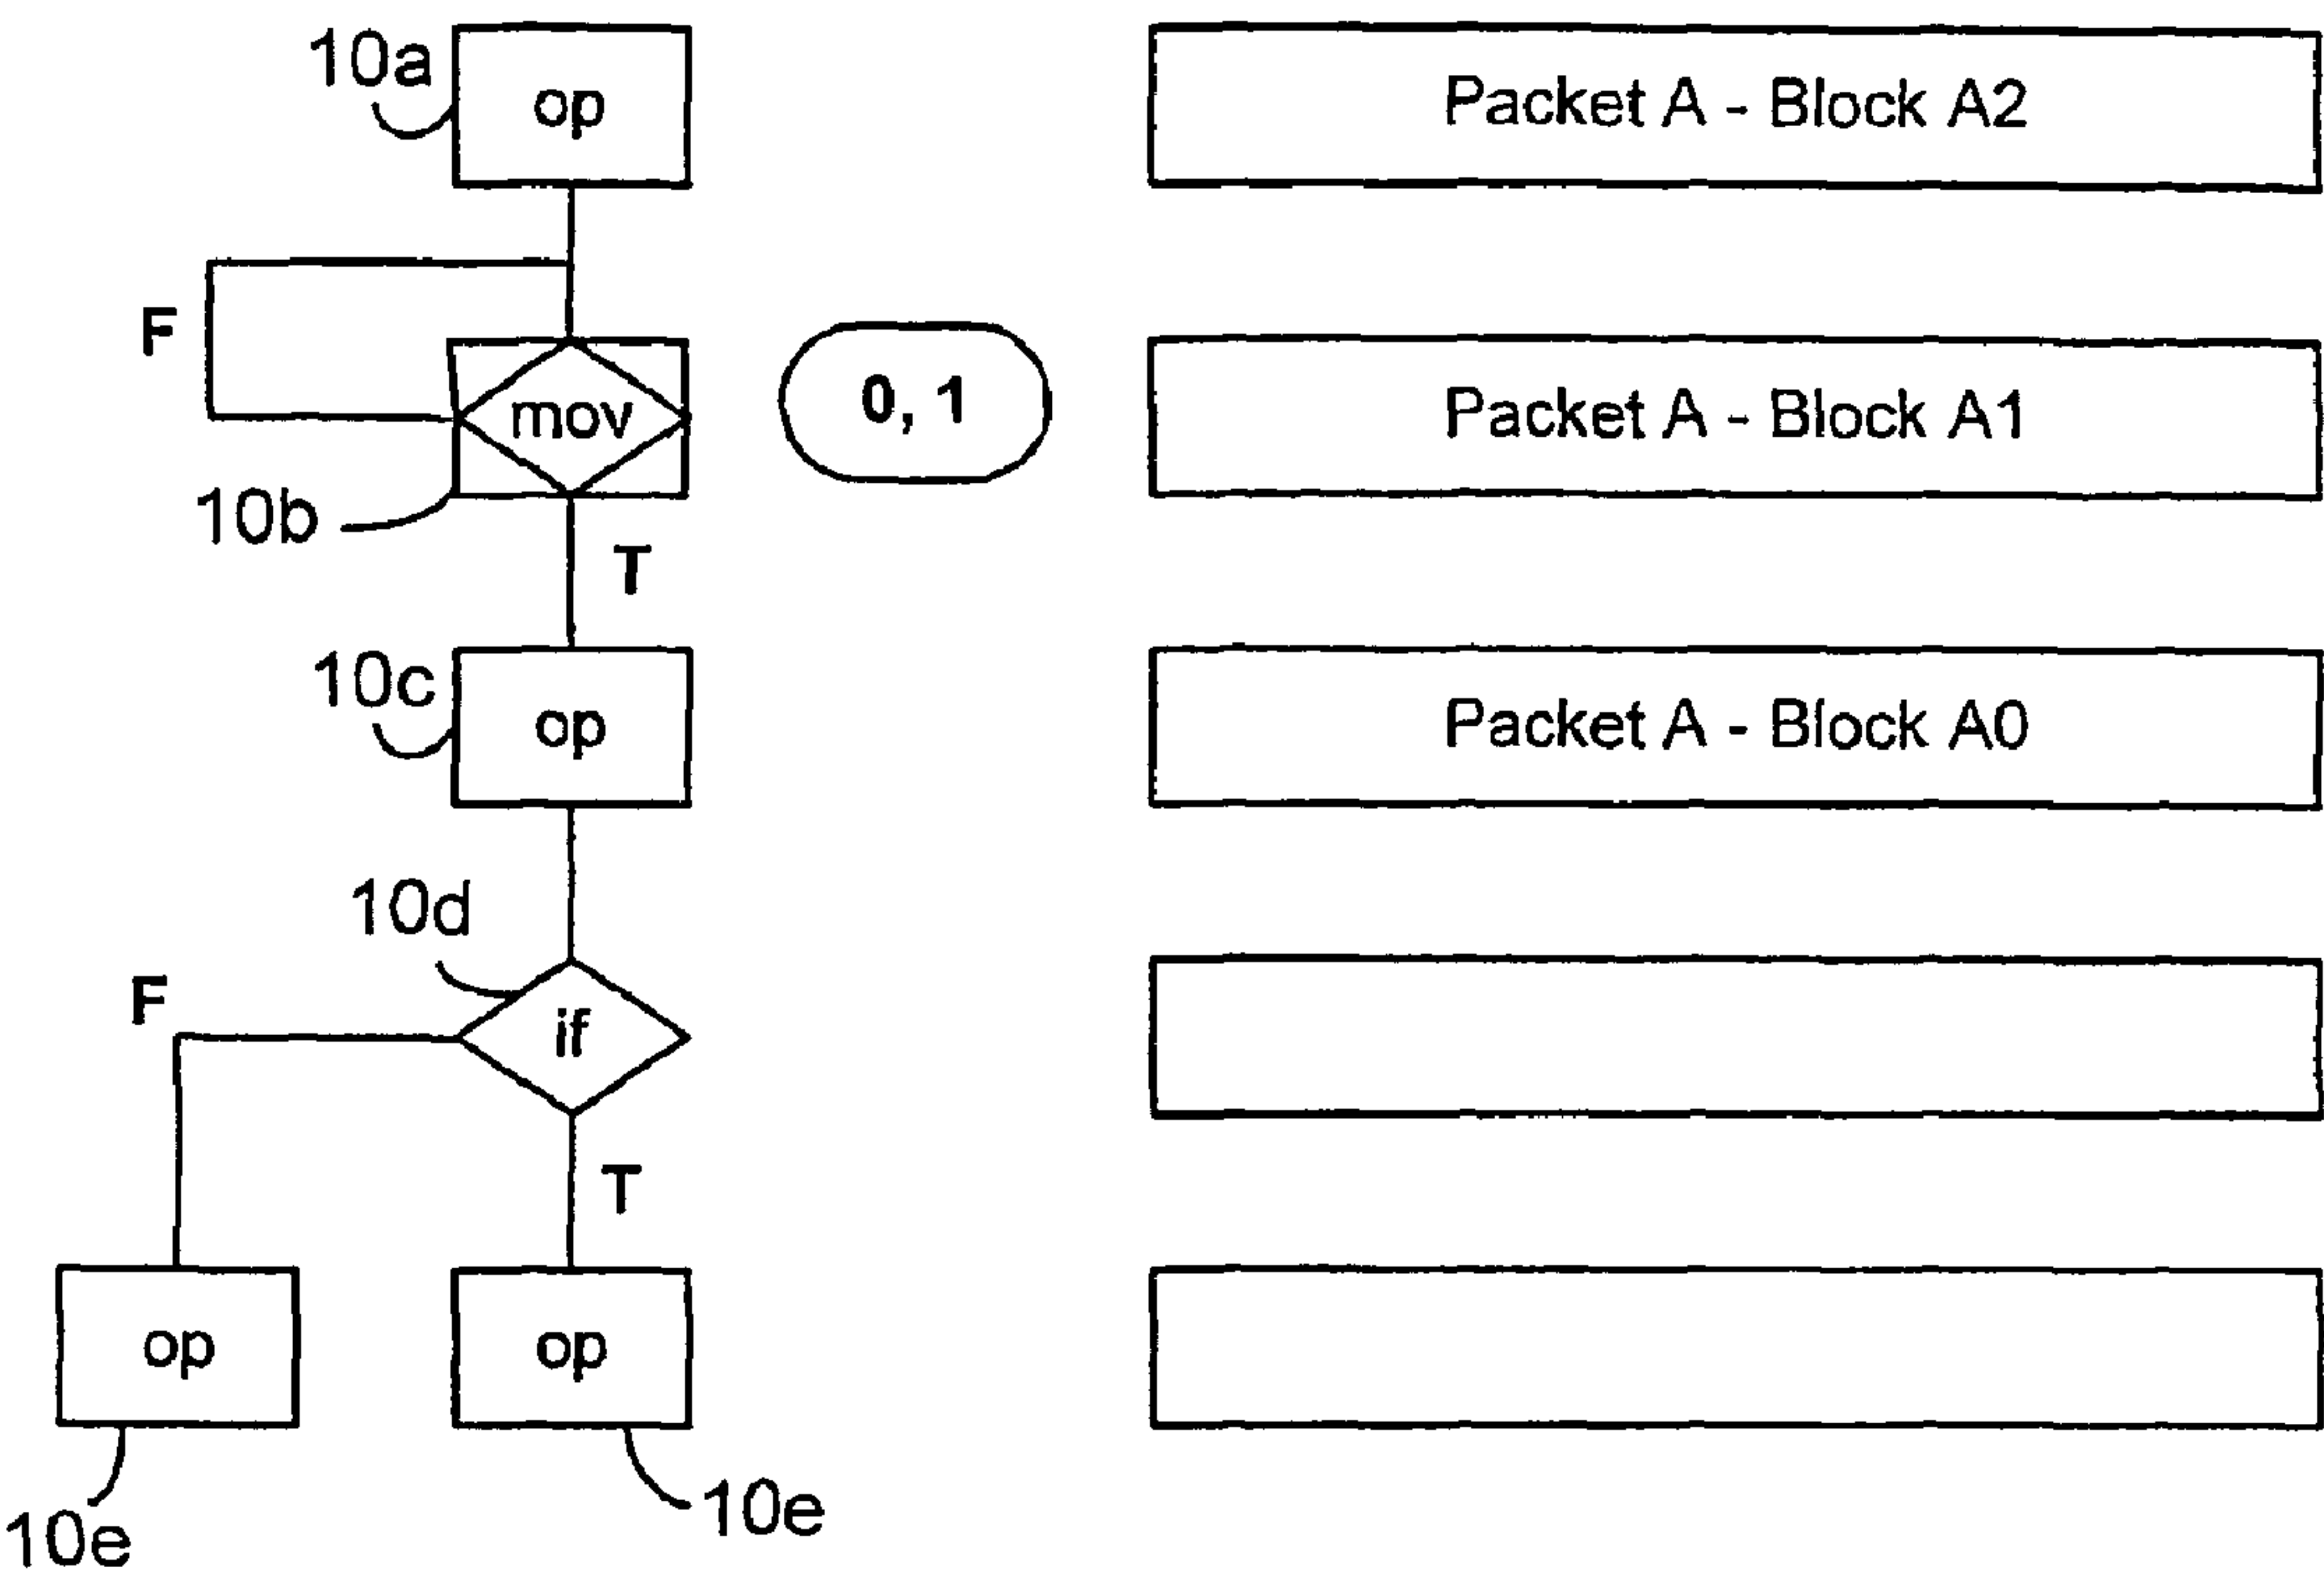 10a
op
Packet A - Block A2
F
mov
0, 1
Packet A - Block A1
10b
T
10c
op
Packet A - Block A0
10d
F
if
T
op
op
10e
10e